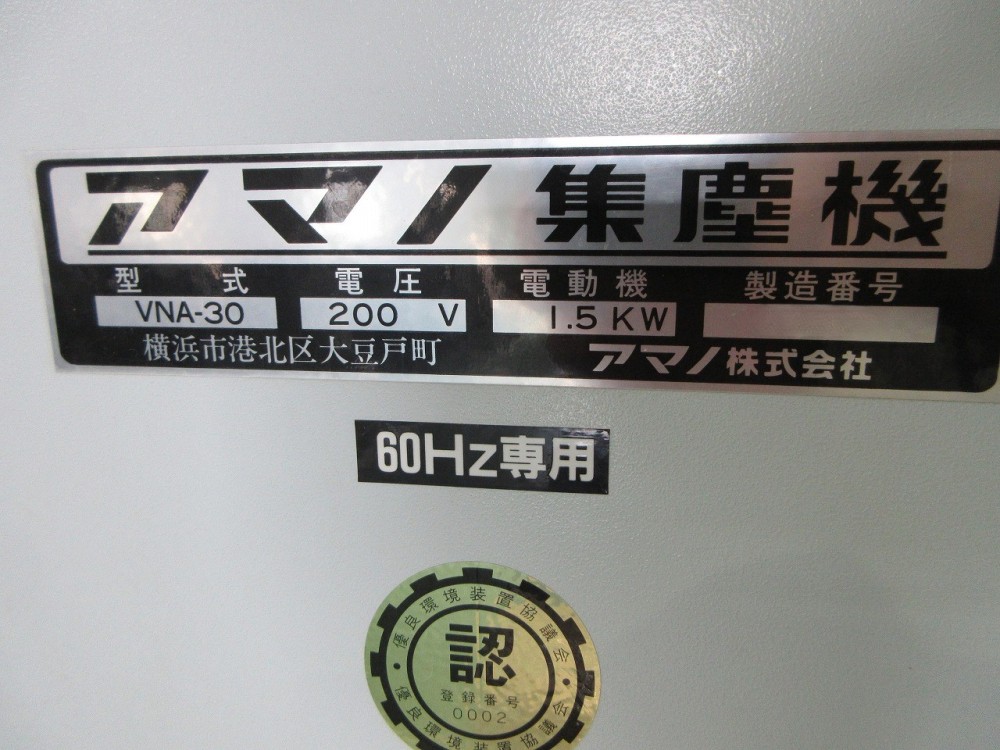 アマノ集塵機
型式 電圧 電動機 製造番号
VNA-30 200 V 1.5KW
横浜市港北区大豆戸町 アマノ株式会社
60Hz専用
・優良環境装置協議会・
認
登録番号
0002
優良環境装置協議会